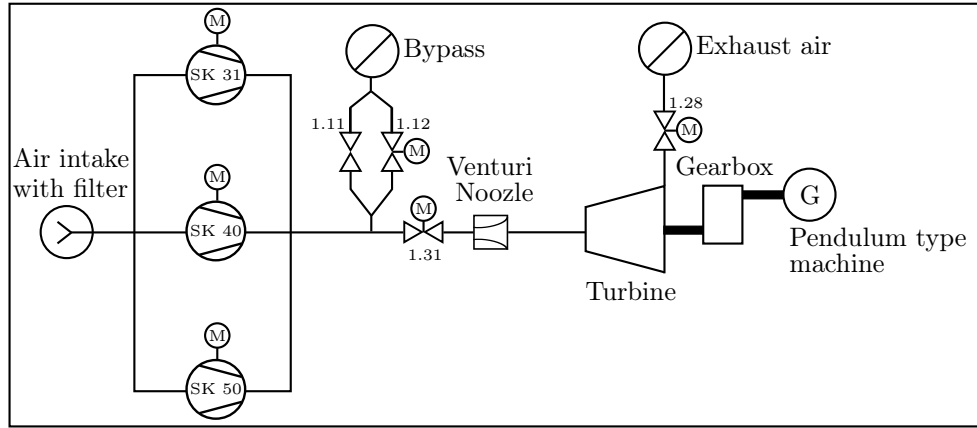 M
SK 31
Bypass
Exhaust air
1.11
1.12
M
1.28
M
Air intake
with filter
M
SK 40
Venturi
Noozle
Gearbox
G
M
1.31
Pendulum type
machine
Turbine
M
SK 50